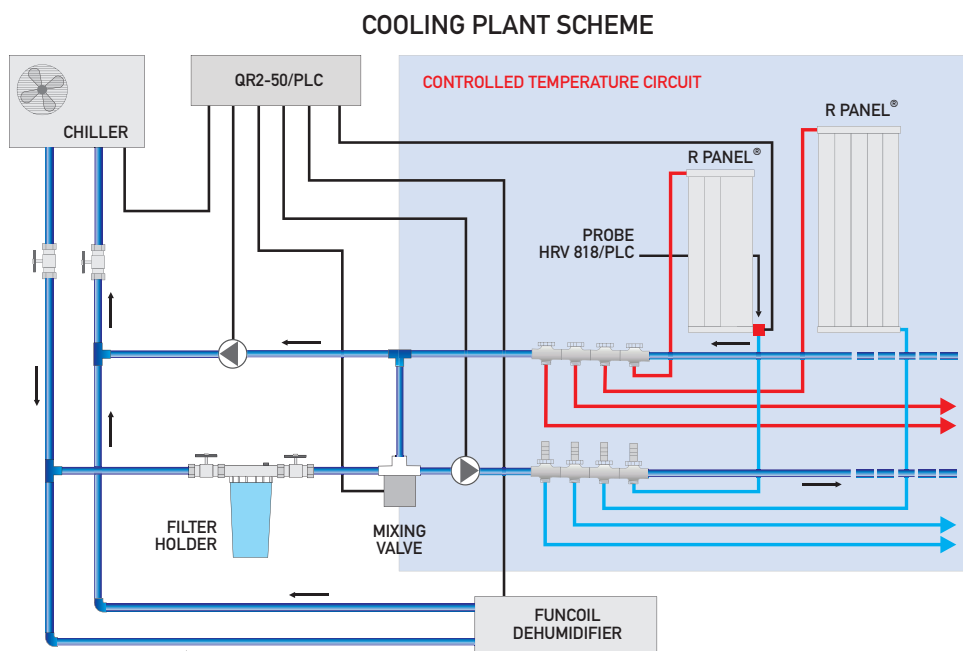 COOLING PLANT SCHEME
QR2-50/PLC
CONTROLLED TEMPERATURE CIRCUIT
CHILLER
R PANEL®
R PANEL®
PROBE
HRV 818/PLC
FILTER
HOLDER
MIXING
VALVE
FUNCOIL
DEHUMIDIFIER